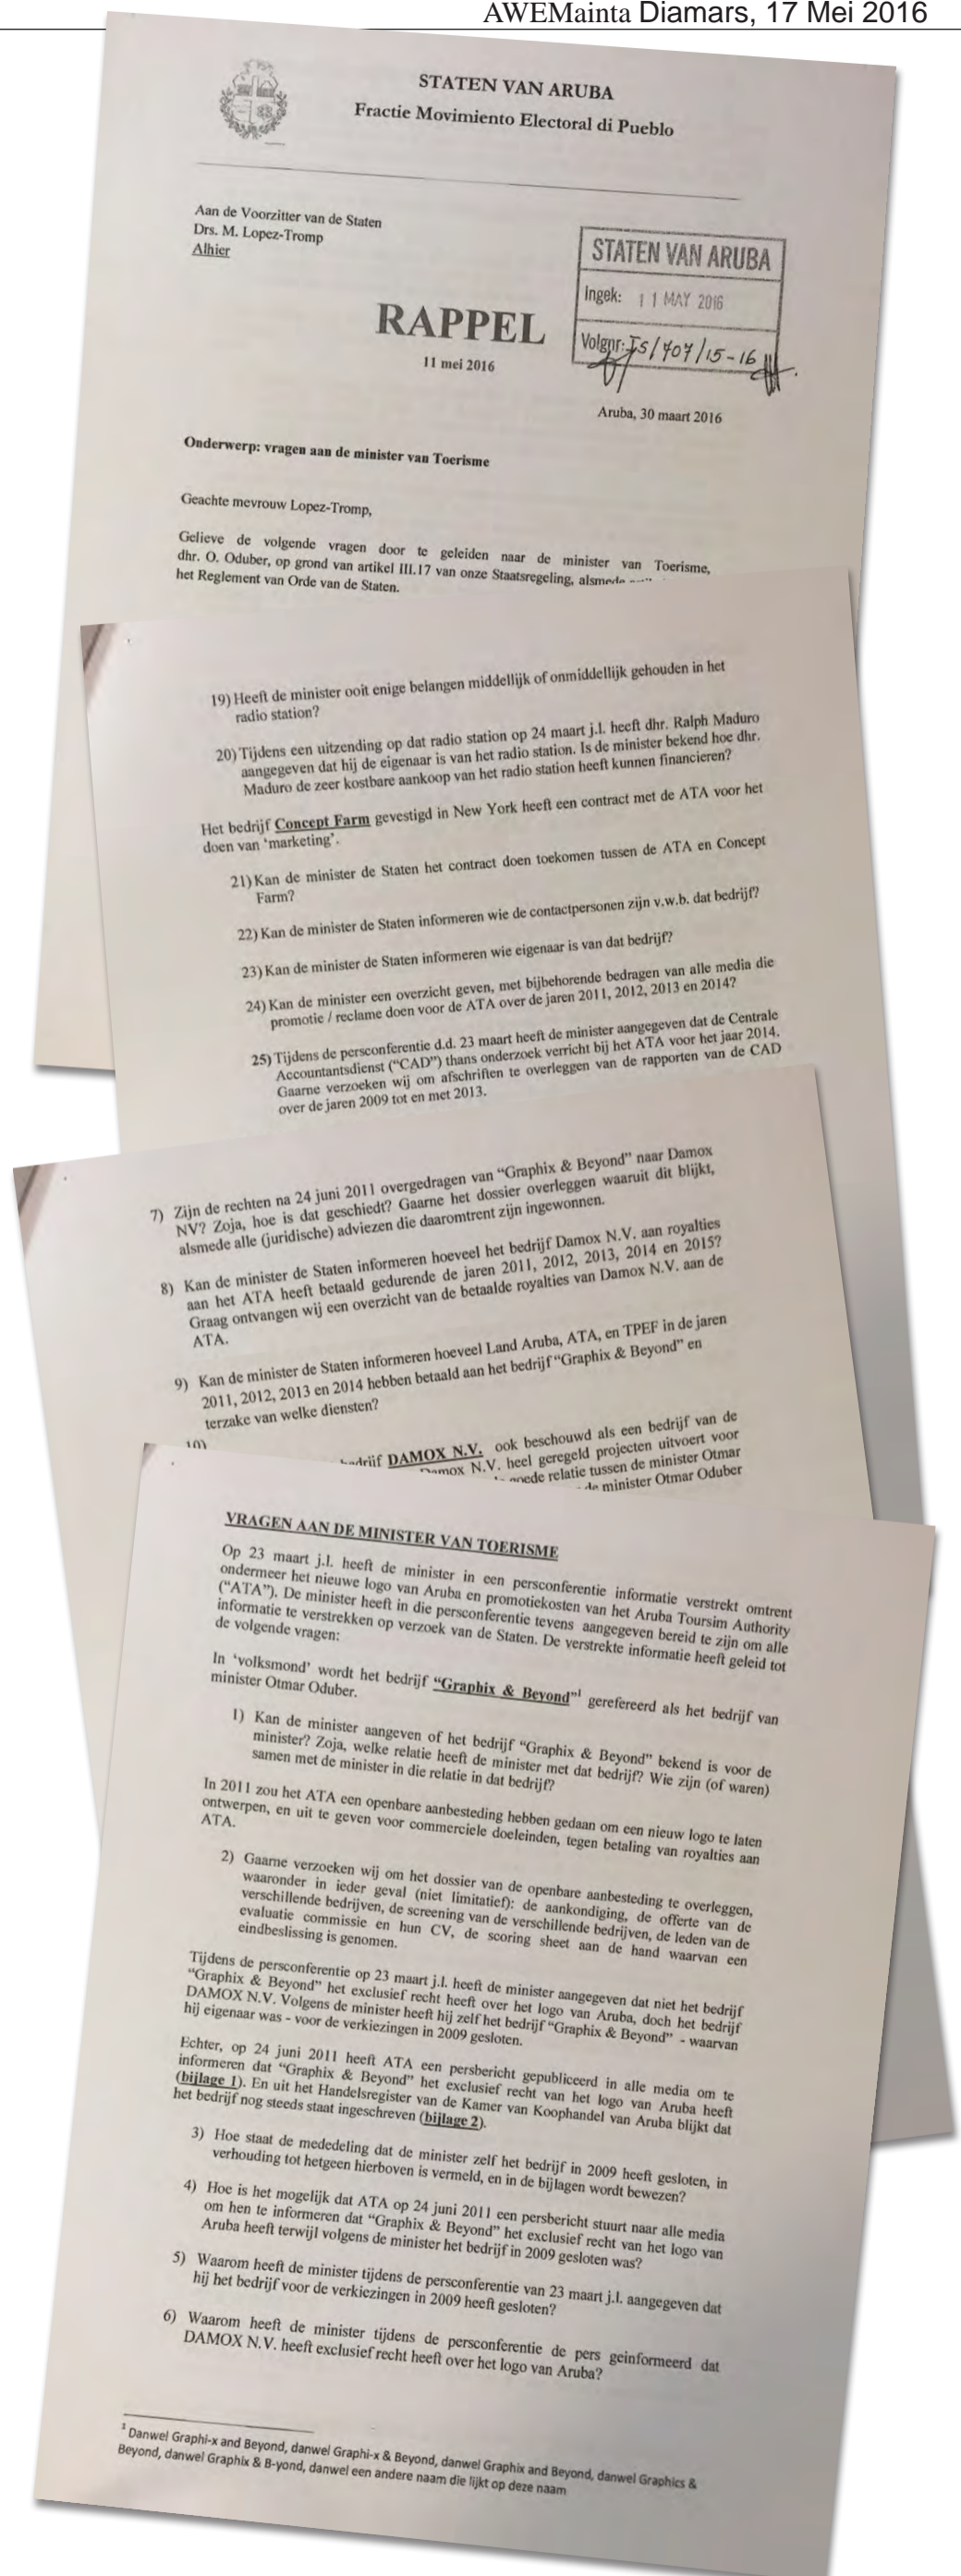 AWEMainta Diamars, 17 Mei 2016
STATEN VAN ARUBA
Fractie Movimiento Electoral di Pueblo
Aan de Voorzitter van de Staten
Drs. M. Lopez-Tromp
Alhier
STATEN VAN ARUBA
Ingek: 11 MAY 2016
Volgnr: IS/707/15-16
RAPPEL
11 mei 2016
Aruba, 30 maart 2016
Onderwerp: vragen aan de minister van Toerisme
Geachte mevrouw Lopez-Tromp,
Gelieve de volgende vragen door te geleiden naar de minister van Toerisme,
dhr. O. Oduber, op grond van artikel III.17 van onze Staatsregeling, alsmede
het Reglement van Orde van de Staten.
19) Heeft de minister ooit enige belangen middellijk of onmiddellijk gehouden in het
radio station?
20) Tijdens een uitzending op dat radio station op 24 maart j.l. heeft dhr. Ralph Maduro
aangegeven dat hij de eigenaar is van het radio station. Is de minister bekend hoe dhr.
Maduro de zeer kostbare aankoop van het radio station heeft kunnen financieren?
Het bedrijf Concept Farm gevestigd in New York heeft een contract met de ATA voor het
doen van ‘marketing’.
21) Kan de minister de Staten het contract doen toekomen tussen de ATA en Concept
Farm?
22) Kan de minister de Staten informeren wie de contactpersonen zijn v.w.b. dat bedrijf?
23) Kan de minister de Staten informeren wie eigenaar is van dat bedrijf?
24) Kan de minister een overzicht geven, met bijbehorende bedragen van alle media die
promotie / reclame doen voor de ATA over de jaren 2011, 2012, 2013 en 2014?
25) Tijdens de persconferentie d.d. 23 maart heeft de minister aangegeven dat de Centrale
Accountantsdienst (“CAD”) thans onderzoek verricht bij het ATA voor het jaar 2014.
Gaarne verzoeken wij om afschriften te overleggen van de rapporten van de CAD
over de jaren 2009 tot en met 2013.
7) Zijn de rechten na 24 juni 2011 overgedragen van “Graphix & Beyond” naar Damox
NV? Zoja, hoe is dat geschiedt? Gaarne het dossier overleggen waaruit dit blijkt,
alsmede alle (juridische) adviezen die daaromtrent zijn ingewonnen.
8) Kan de minister de Staten informeren hoeveel het bedrijf Damox N.V. aan royalties
aan het ATA heeft betaald gedurende de jaren 2011, 2012, 2013, 2014 en 2015?
Graag ontvangen wij een overzicht van de betaalde royalties van Damox N.V. aan de
ATA.
9) Kan de minister de Staten informeren hoeveel Land Aruba, ATA, en TPEF in de jaren
2011, 2012, 2013 en 2014 hebben betaald aan het bedrijf “Graphix & Beyond” en
terzake van welke diensten?
10)
DAMOX N.V. ook beschouwd als een bedrijf van de
N.V. heel geregeld projecten uitvoert voor
relatie tussen de minister Otmar
minister Otmar Oduber
VRAGEN AAN DE MINISTER VAN TOERISME
Op 23 maart j.l. heeft de minister in een persconferentie informatie verstrekt omtrent
ondermeer het nieuwe logo van Aruba en promotiekosten van het Aruba Toursim Authority
(“ATA”). De minister heeft in die persconferentie tevens aangegeven bereid te zijn om alle
informatie te verstrekken op verzoek van de Staten. De verstrekte informatie heeft geleid tot
de volgende vragen:
In ‘volksmond’ wordt het bedrijf “Graphix & Beyond”1 gerefereerd als het bedrijf van
minister Otmar Oduber.
1) Kan de minister aangeven of het bedrijf “Graphix & Beyond” bekend is voor de
minister? Zoja, welke relatie heeft de minister met dat bedrijf? Wie zijn (of waren)
samen met de minister in die relatie in dat bedrijf?
In 2011 zou het ATA een openbare aanbesteding hebben gedaan om een nieuw logo te laten
ontwerpen, en uit te geven voor commerciele doeleinden, tegen betaling van royalties aan
ATA.
2) Gaarne verzoeken wij om het dossier van de openbare aanbesteding te overleggen,
waaronder in ieder geval (niet limitatief): de aankondiging, de offerte van de
verschillende bedrijven, de screening van de verschillende bedrijven, de leden van de
evaluatie commissie en hun CV, de scoring sheet aan de hand waarvan een
eindbeslissing is genomen.
Tijdens de persconferentie op 23 maart j.l. heeft de minister aangegeven dat niet het bedrijf
“Graphix & Beyond” het exclusief recht heeft over het logo van Aruba, doch het bedrijf
DAMOX N.V. Volgens de minister heeft hij zelf het bedrijf “Graphix & Beyond” - waarvan
hij eigenaar was - voor de verkiezingen in 2009 gesloten.
Echter, op 24 juni 2011 heeft ATA een persbericht gepubliceerd in alle media om te
informeren dat “Graphix & Beyond” het exclusief recht van het logo van Aruba heeft
(bijlage 1). En uit het Handelsregister van de Kamer van Koophandel van Aruba blijkt dat
het bedrijf nog steeds staat ingeschreven (bijlage 2).
3) Hoe staat de mededeling dat de minister zelf het bedrijf in 2009 heeft gesloten, in
verhouding tot hetgeen hierboven is vermeld, en in de bijlagen wordt bewezen?
4) Hoe is het mogelijk dat ATA op 24 juni 2011 een persbericht stuurt naar alle media
om hen te informeren dat “Graphix & Beyond” het exclusief recht van het logo van
Aruba heeft terwijl volgens de minister het bedrijf in 2009 gesloten was?
5) Waarom heeft de minister tijdens de persconferentie van 23 maart j.l. aangegeven dat
hij het bedrijf voor de verkiezingen in 2009 heeft gesloten?
6) Waarom heeft de minister tijdens de persconferentie de pers geinformeerd dat
DAMOX N.V. heeft exclusief recht heeft over het logo van Aruba?
1 Danwel Graphi-x and Beyond, danwel Graphi-x & Beyond, danwel Graphix and Beyond, danwel Graphics &
Beyond, danwel Graphix & B-yond, danwel een andere naam die lijkt op deze naam